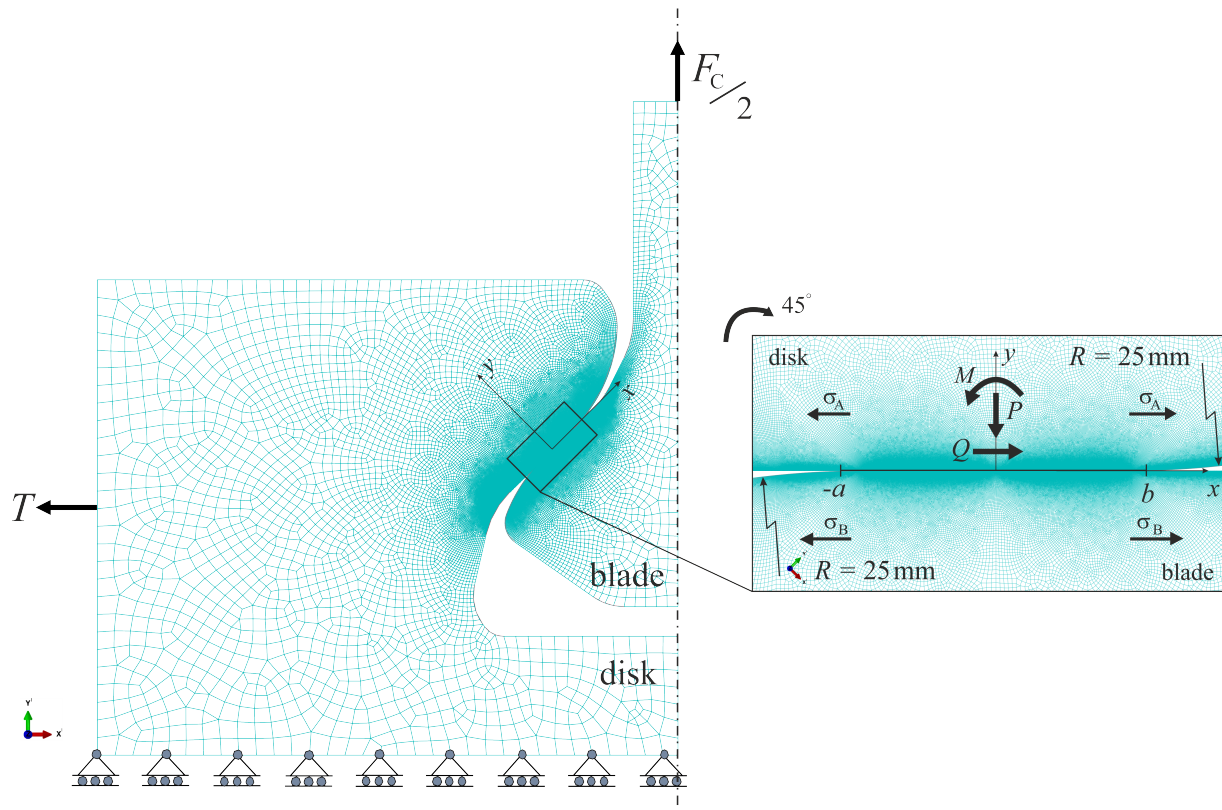 F_C/2
y
x
T
blade
disk
Y'
X'
45°
disk
y
R = 25 mm
M
σ_A
σ_A
P
Q
-a
b
x
σ_B
σ_B
R = 25 mm
blade